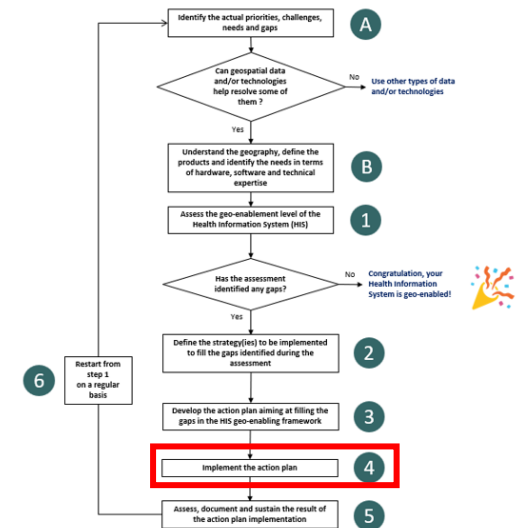 Identify the actual priorities, challenges,
needs and gaps
A
Can geospatial data
and/or technologies
help resolve some of
them ?
No
Use other types of data
and/or technologies
Yes
Understand the geography, define the
products and identify the needs in terms
of hardware, software and technical
expertise
B
Assess the geo-enablement level of the
Health Information System (HIS)
1
Has the assessment
identified any gaps?
No
Congratulation, your
Health Information
System is geo-enabled!
Yes
Define the strategy(ies) to be implemented
to fill the gaps identified during the
assessment
2
6
Restart from
step 1
on a regular
basis
Develop the action plan aiming at filling the
gaps in the HIS geo-enabling framework
3
Implement the action plan
4
Assess, document and sustain the result of
the action plan implementation
5